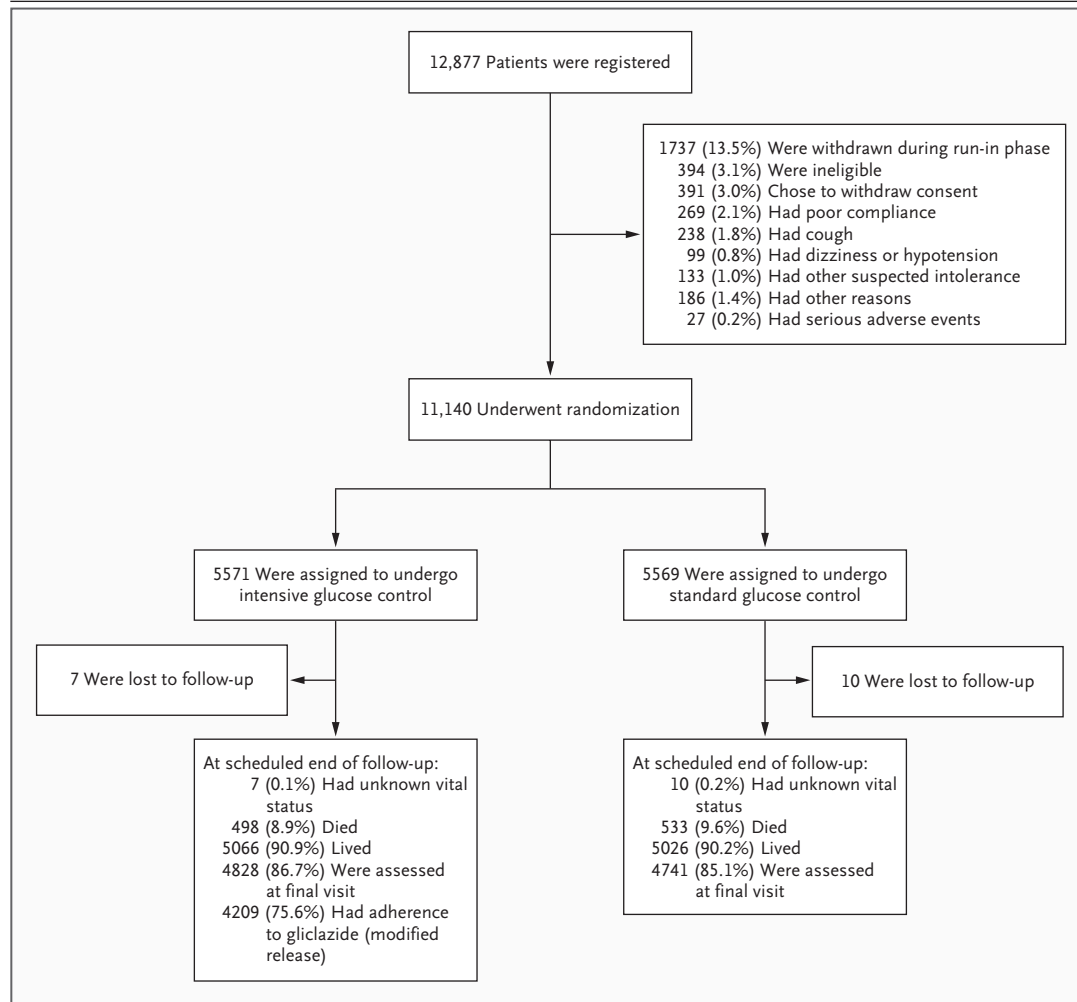 12,877 Patients were registered
1737 (13.5%) Were withdrawn during run-in phase
394 (3.1%) Were ineligible
391 (3.0%) Chose to withdraw consent
269 (2.1%) Had poor compliance
238 (1.8%) Had cough
99 (0.8%) Had dizziness or hypotension
133 (1.0%) Had other suspected intolerance
186 (1.4%) Had other reasons
27 (0.2%) Had serious adverse events
11,140 Underwent randomization
5571 Were assigned to undergo
intensive glucose control
5569 Were assigned to undergo
standard glucose control
7 Were lost to follow-up
10 Were lost to follow-up
At scheduled end of follow-up:
7 (0.1%) Had unknown vital
status
498 (8.9%) Died
5066 (90.9%) Lived
4828 (86.7%) Were assessed
at final visit
4209 (75.6%) Had adherence
to gliclazide (modified
release)
At scheduled end of follow-up:
10 (0.2%) Had unknown vital
status
533 (9.6%) Died
5026 (90.2%) Lived
4741 (85.1%) Were assessed
at final visit